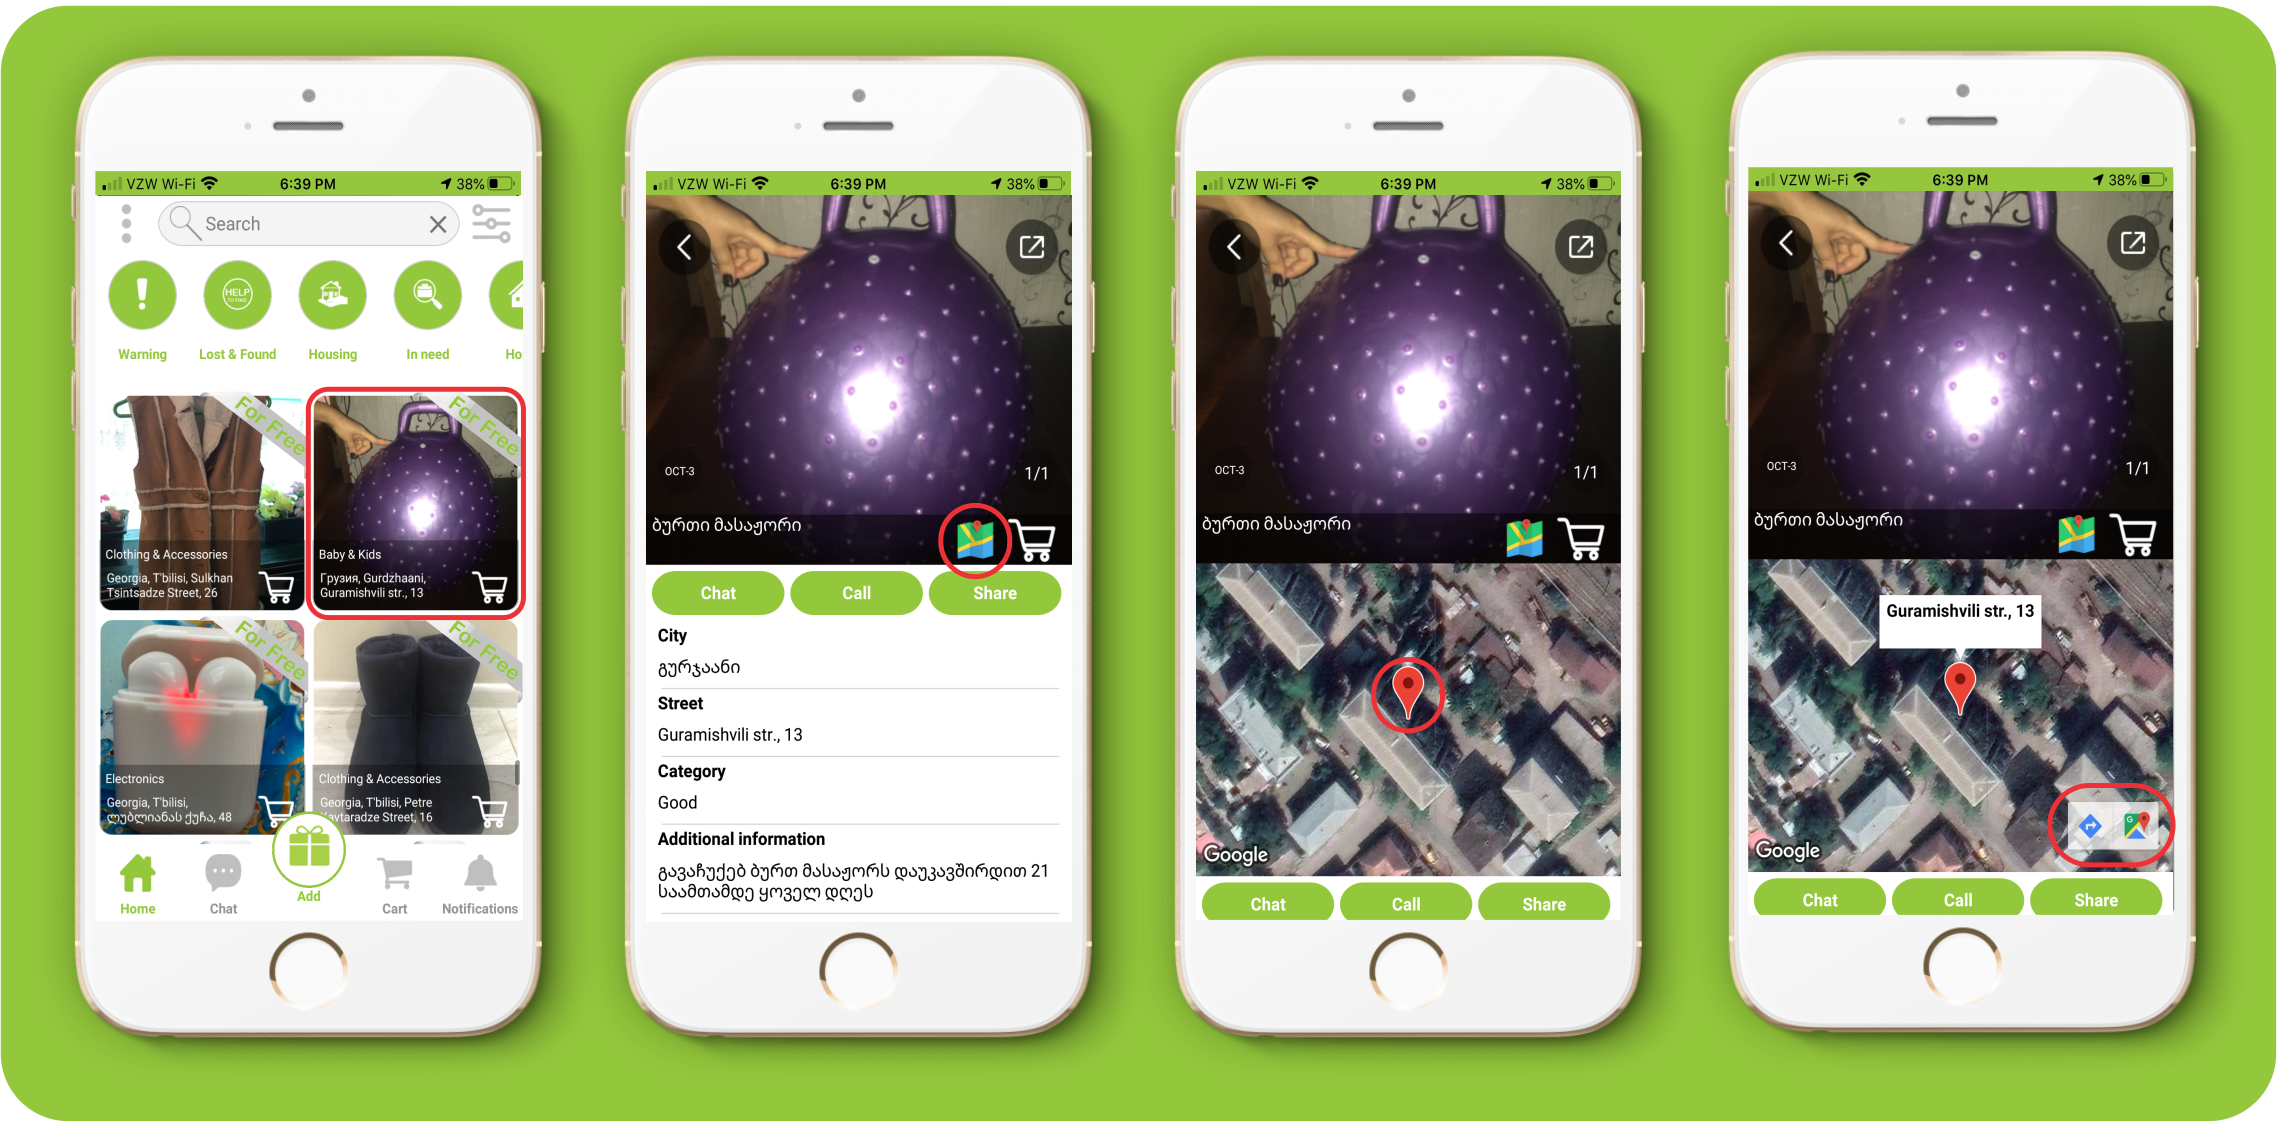 VZW Wi-Fi 6:39 PM 38%
Search
HELP
TO FIND
Warning Lost & Found Housing In need Ho
For Free
For Free
Clothing & Accessories
Georgia, T'bilisi, Sulkhan
Tsintsadze Street, 26
Baby & Kids
Грузия, Gurdzhaani,
Guramishvili str., 13
For Free
For Free
Electronics
Georgia, T'bilisi,
ლუბლიანას ქუჩა, 48
Clothing & Accessories
Georgia, T'bilisi, Petre
Kavtaradze Street, 16
Home Chat Add Cart Notifications
VZW Wi-Fi 6:39 PM 38%
OCT-3
1/1
ბურთი მასაჟორი
Chat Call Share
City
გურჯაანი
Street
Guramishvili str., 13
Category
Good
Additional information
გავაჩუქებ ბურთ მასაჟორს დაუკავშირდით 21
საამთამდე ყოველ დღეს
VZW Wi-Fi 6:39 PM 38%
OCT-3
1/1
ბურთი მასაჟორი
Google
Chat Call Share
VZW Wi-Fi 6:39 PM 38%
OCT-3
1/1
ბურთი მასაჟორი
Guramishvili str., 13
G
Google
Chat Call Share